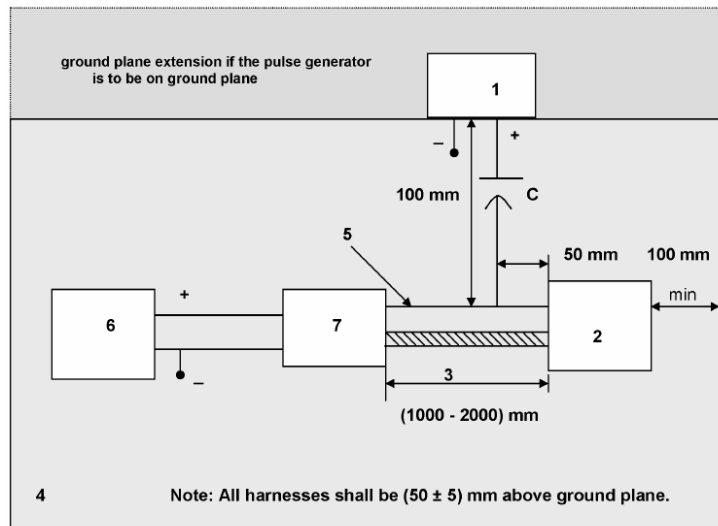 ground plane extension if the pulse generator
is to be on ground plane
1
–
+
100 mm
C
5
50 mm
100 mm
min
+
6
7
2
–
3
(1000 - 2000) mm
4
Note: All harnesses shall be (50 ± 5) mm above ground plane.